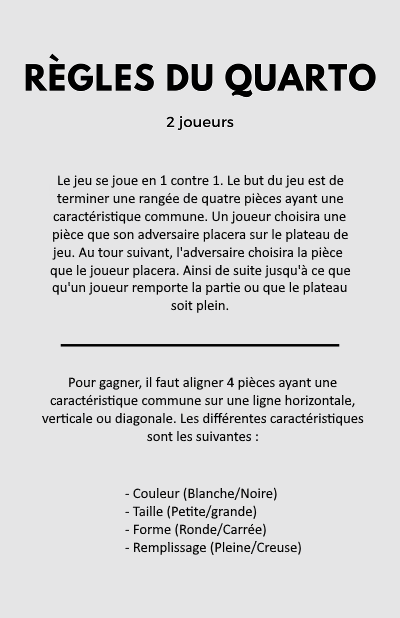 RÈGLES DU QUARTO
2 joueurs
Le jeu se joue en 1 contre 1. Le but du jeu est de
terminer une rangée de quatre pièces ayant une
caractéristique commune. Un joueur choisira une
pièce que son adversaire placera sur le plateau de
jeu. Au tour suivant, l'adversaire choisira la pièce
que le joueur placera. Ainsi de suite jusqu'à ce que
qu'un joueur remporte la partie ou que le plateau
soit plein.
Pour gagner, il faut aligner 4 pièces ayant une
caractéristique commune sur une ligne horizontale,
verticale ou diagonale. Les différentes caractéristiques
sont les suivantes :
- Couleur (Blanche/Noire)
- Taille (Petite/grande)
- Forme (Ronde/Carrée)
- Remplissage (Pleine/Creuse)